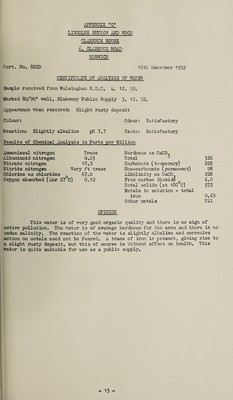 APPENDIX "C"
LINCOLNE SUTTON AND WOOD
CLARENCE HOUSE
6, CLARENCE ROAD
NORWICH
Cert. No. 8220 16th December 1952
CERTIFICATE OF ANALYSIS OF WATER
Sample received from Walsingham R.D.C. 4. 12. 52.
Marked 80/90' well, Blakeney Public Supply 3. 12. 52.
Appearance when received: Slight rusty deposit
Colour: Odour: Satisfactory
Reaction: Slightly alkaline pH 7.7 Taste: Satisfactory
Results of Chemical Analysis in Parts per Million
Ammoniacal nitrogen Trace Hardness as CaCO3
Albuminoid nitrogen 0.03 Total 326
Nitrate nitrogen 12.5 Carbonate (temporary) 228
Nitrite nitrogen Very ft trace Non-carbonate (permanent) 98
Chlorine as chlorides 67.0 Alkalinity as CaCO3 228
Oxygen absorbed (4hr 27°C) 0.12 Free carbon dioxide 6.0
Total solids (at 100°C) 572
Metals in solution - total
iron 0.65
Other metals Nil
OPINION
This water is of very good organic quality and there is no sign of
active pollution. The water is of average hardness for the area and there is no
undue salinity. The reaction of the water is slightly alkaline and corrosive
action on metals need not be feared. A trace of iron is present, giving rise to
a slight rusty deposit, but this of course is without effect on health. This
water is quite suitable for use as a public supply.
- 15 -